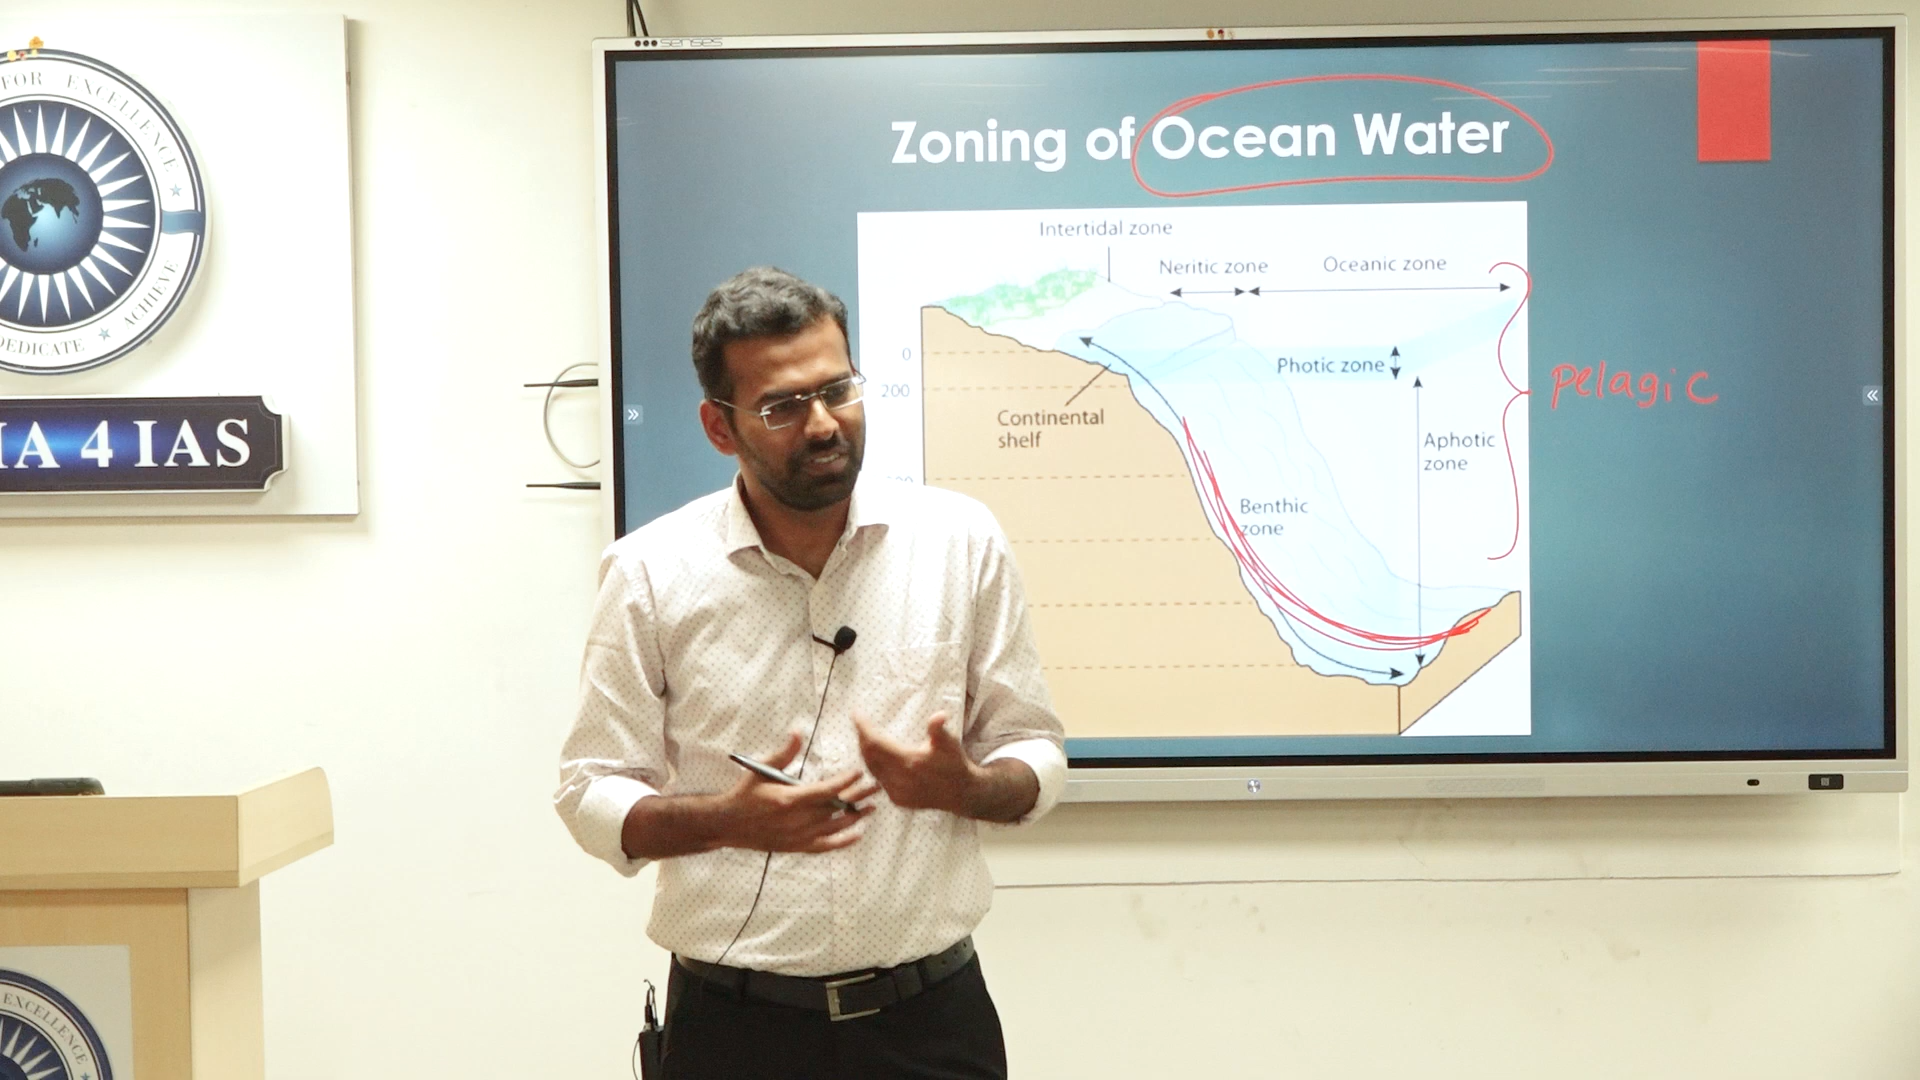 FOR EXCELLENCE
ACHIEVE
DEDICATE
IA 4 IAS
senses
Zoning of Ocean Water
Intertidal zone
Neritic zone
Oceanic zone
0
200
Photic zone
Continental
shelf
Aphotic
zone
Benthic
zone
Pelagic
EXCELLENCE